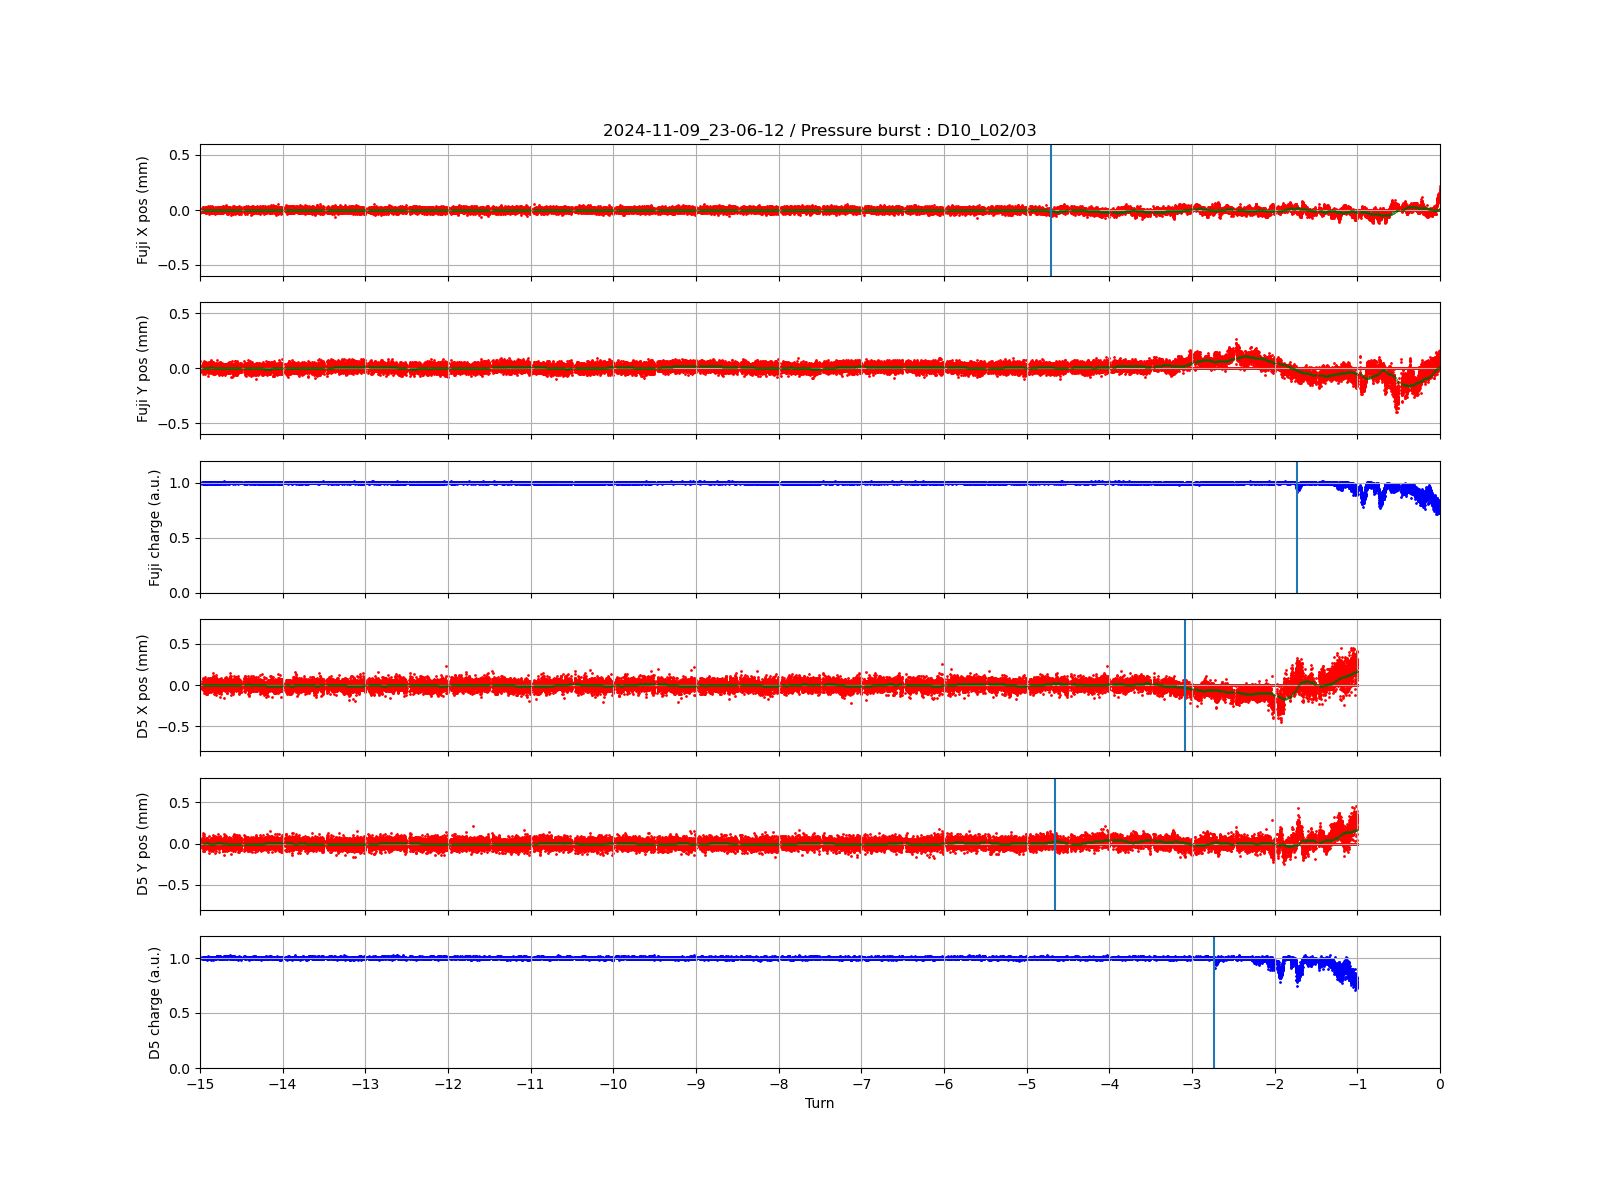 2024-11-09_23-06-12 / Pressure burst : D10_L02/03
Fuji X pos (mm)
0.5
0.0
−0.5
Fuji Y pos (mm)
0.5
0.0
−0.5
Fuji charge (a.u.)
1.0
0.5
0.0
D5 X pos (mm)
0.5
0.0
−0.5
D5 Y pos (mm)
0.5
0.0
−0.5
D5 charge (a.u.)
1.0
0.5
0.0
−15 −14 −13 −12 −11 −10 −9 −8 −7 −6 −5 −4 −3 −2 −1 0
Turn